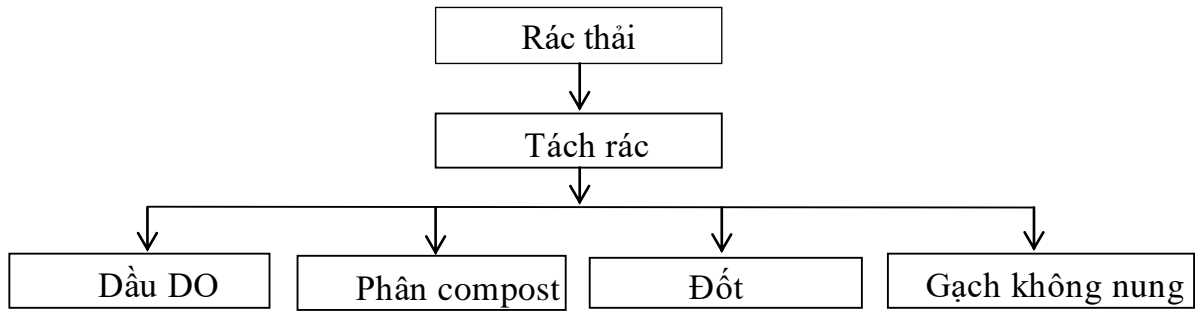 Rác thải
Tách rác
Dầu DO
Phân compost
Đốt
Gạch không nung